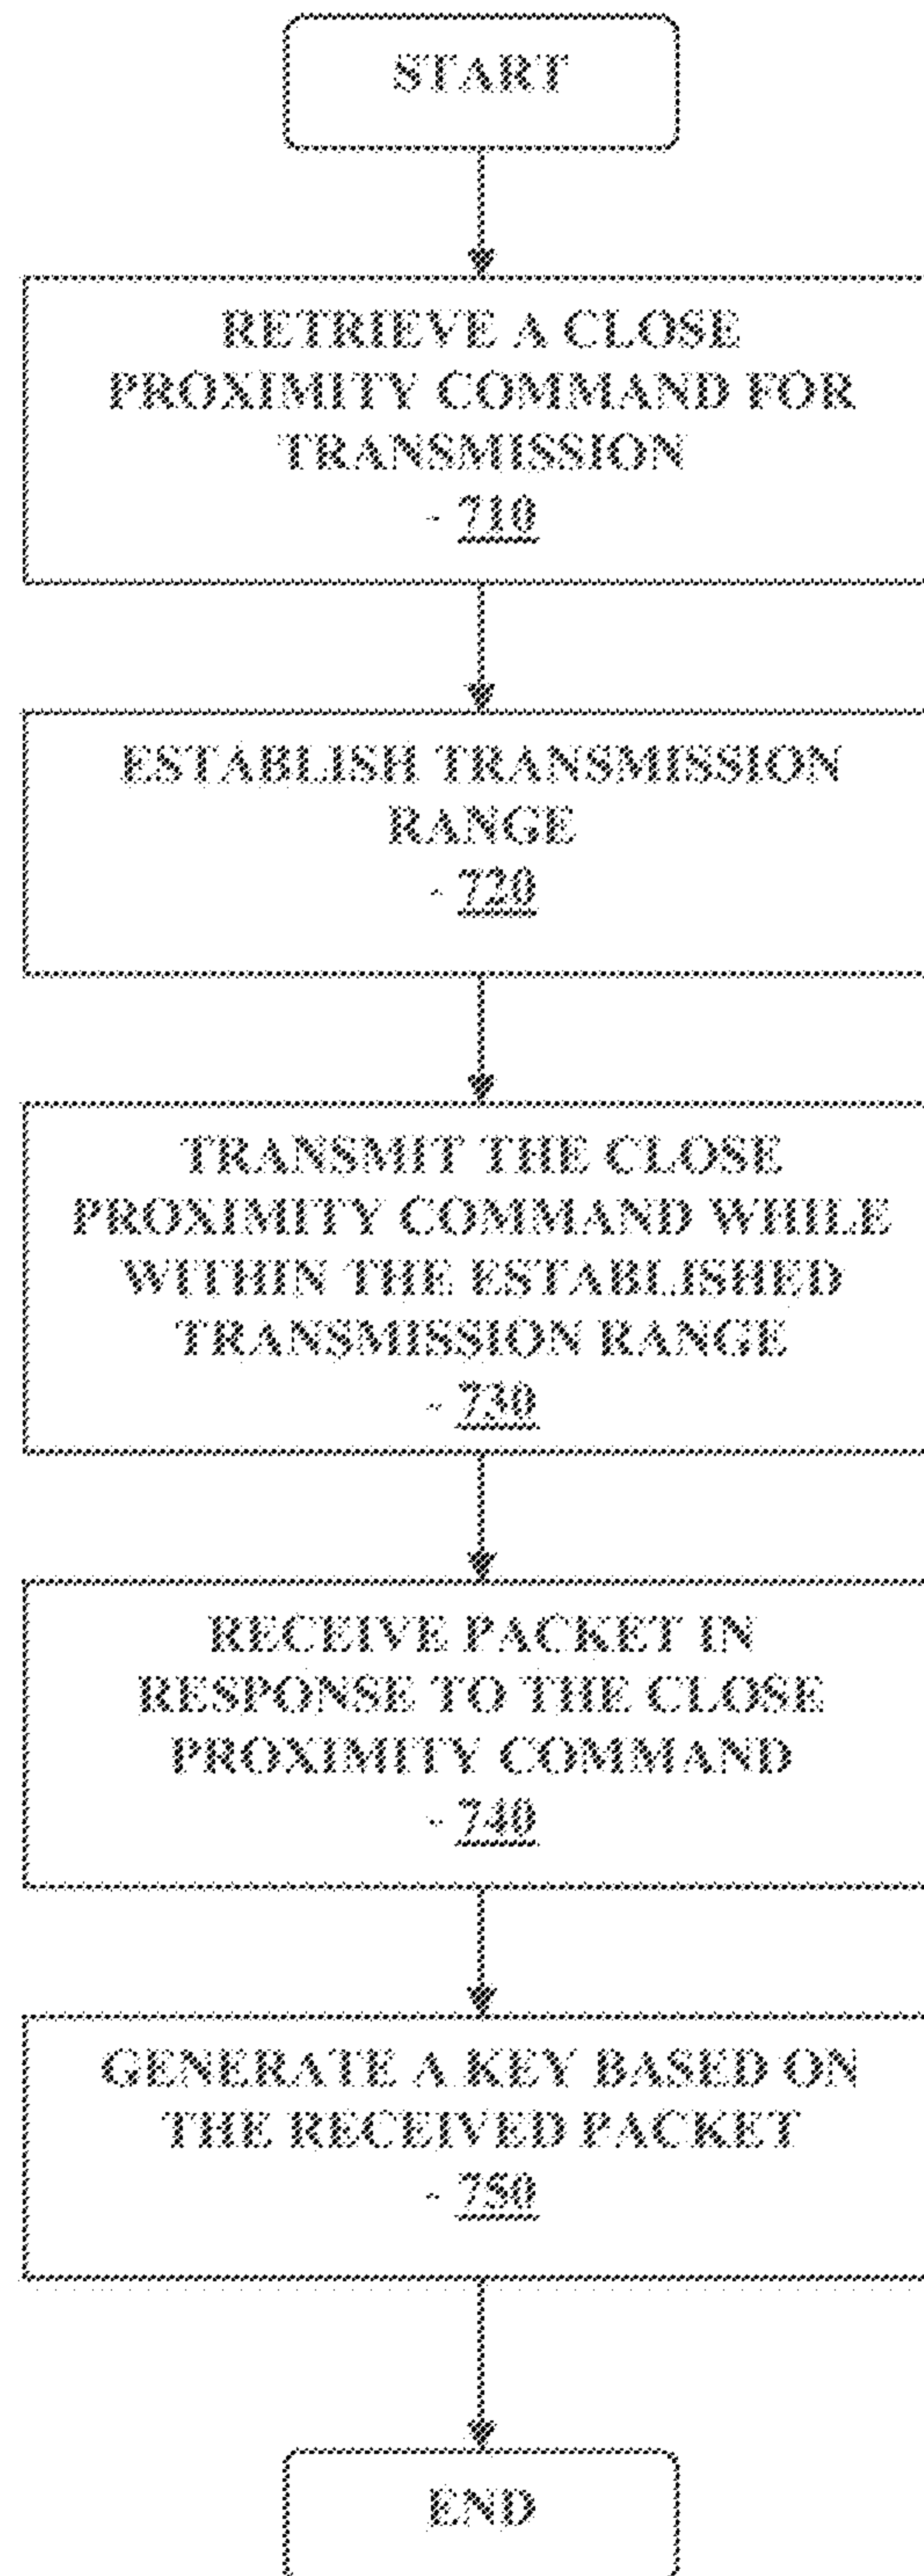 START
RETRIEVE A CLOSE
PROXIMITY COMMAND FOR
TRANSMISSION
- 710
ESTABLISH TRANSMISSION
RANGE
- 720
TRANSMIT THE CLOSE
PROXIMITY COMMAND WHILE
WITHIN THE ESTABLISHED
TRANSMISSION RANGE
- 730
RECEIVE PACKET IN
RESPONSE TO THE CLOSE
PROXIMITY COMMAND
- 740
GENERATE A KEY BASED ON
THE RECEIVED PACKET
- 750
END